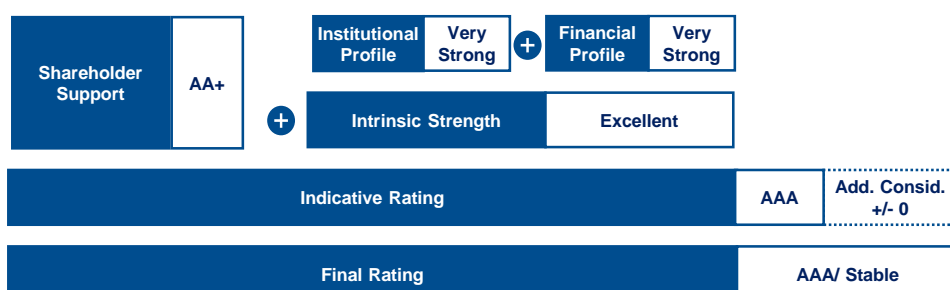 Institutional
Profile
Very
Strong
+
Financial
Profile
Very
Strong
Shareholder
Support
AA+
+
Intrinsic Strength
Excellent
Indicative Rating
AAA
Add. Consid.
+/- 0
Final Rating
AAA/ Stable